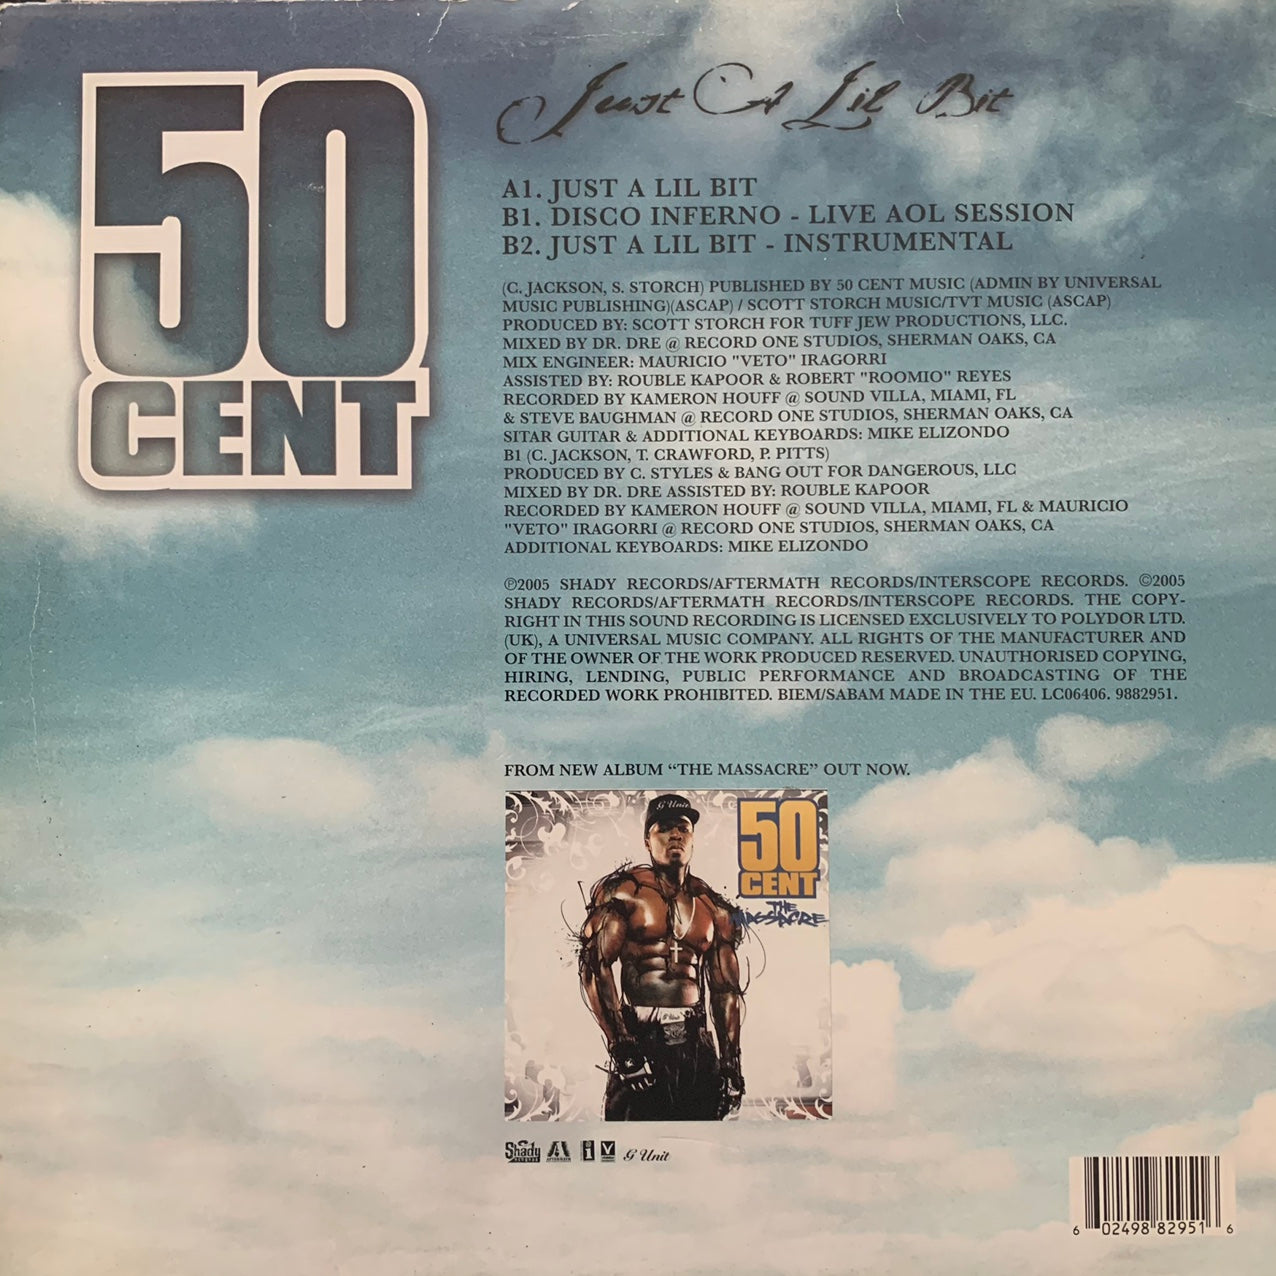 50
CENT
Just A Lil Bit
A1. JUST A LIL BIT
B1. DISCO INFERNO - LIVE AOL SESSION
B2. JUST A LIL BIT - INSTRUMENTAL
(C. JACKSON, S. STORCH) PUBLISHED BY 50 CENT MUSIC (ADMIN BY UNIVERSAL
MUSIC PUBLISHING)(ASCAP) / SCOTT STORCH MUSIC/TVT MUSIC (ASCAP)
PRODUCED BY: SCOTT STORCH FOR TUFF JEW PRODUCTIONS, LLC.
MIXED BY DR. DRE @ RECORD ONE STUDIOS, SHERMAN OAKS, CA
MIX ENGINEER: MAURICIO "VETO" IRAGORRI
ASSISTED BY: ROUBLE KAPOOR & ROBERT "ROOMIO" REYES
RECORDED BY KAMERON HOUFF @ SOUND VILLA, MIAMI, FL
& STEVE BAUGHMAN @ RECORD ONE STUDIOS, SHERMAN OAKS, CA
SITAR GUITAR & ADDITIONAL KEYBOARDS: MIKE ELIZONDO
B1 (C. JACKSON, T. CRAWFORD, P. PITTS)
PRODUCED BY C. STYLES & BANG OUT FOR DANGEROUS, LLC
MIXED BY DR. DRE ASSISTED BY: ROUBLE KAPOOR
RECORDED BY KAMERON HOUFF @ SOUND VILLA, MIAMI, FL & MAURICIO
"VETO" IRAGORRI @ RECORD ONE STUDIOS, SHERMAN OAKS, CA
ADDITIONAL KEYBOARDS: MIKE ELIZONDO
℗2005 SHADY RECORDS/AFTERMATH RECORDS/INTERSCOPE RECORDS. ©2005
SHADY RECORDS/AFTERMATH RECORDS/INTERSCOPE RECORDS. THE COPY-
RIGHT IN THIS SOUND RECORDING IS LICENSED EXCLUSIVELY TO POLYDOR LTD.
(UK), A UNIVERSAL MUSIC COMPANY. ALL RIGHTS OF THE MANUFACTURER AND
OF THE OWNER OF THE WORK PRODUCED RESERVED. UNAUTHORISED COPYING,
HIRING, LENDING, PUBLIC PERFORMANCE AND BROADCASTING OF THE
RECORDED WORK PROHIBITED. BIEM/SABAM MADE IN THE EU. LC06406. 9882951.
FROM NEW ALBUM “THE MASSACRE” OUT NOW.
G Unit
50
CENT
THE
MASSACRE
G Unit
Shady
RECORDS
AFTERMATH
i
G Unit
6 02498 82951 6